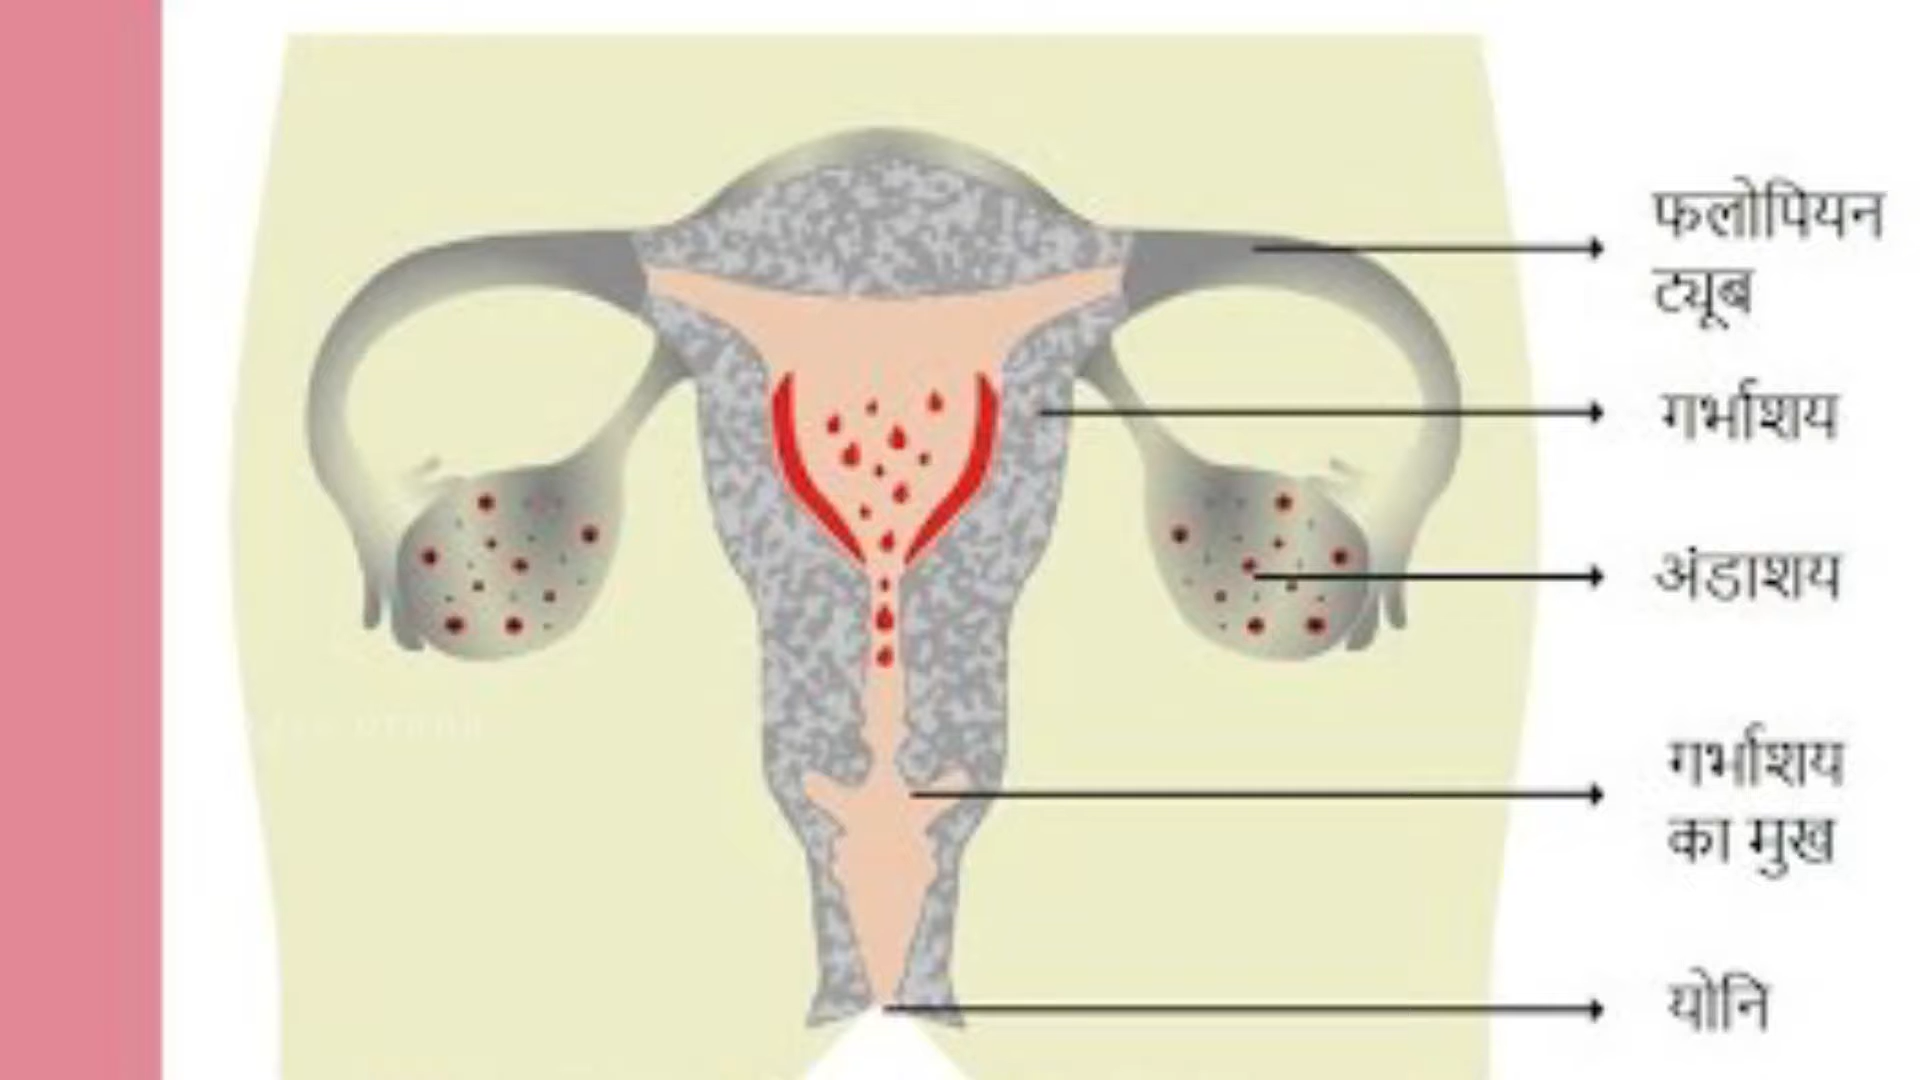 फलोपियन
ट्यूब
गर्भाशय
अंडाशय
गर्भाशय
का मुख
योनि